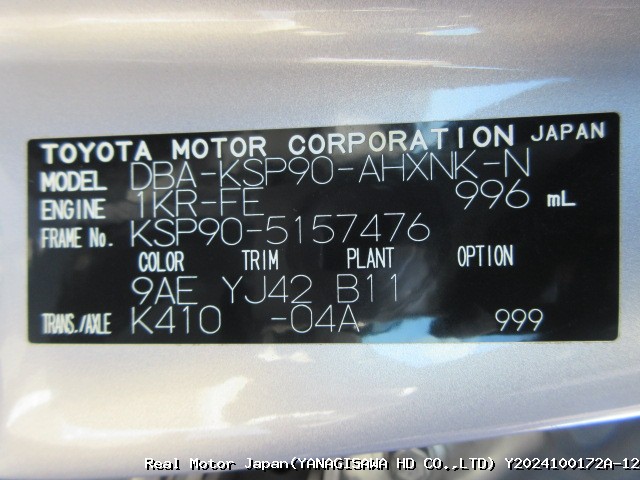 TOYOTA MOTOR CORPORATION JAPAN
MODEL DBA-KSP90-AHXNK-N
ENGINE 1KR-FE 996 mL
FRAME No. KSP90-5157476
COLOR TRIM PLANT OPTION
9AE YJ42 B11
TRANS./AXLE K410 -04A 999
Real Motor Japan(YANAGISAWA HD CO.,LTD) Y2024100172A-12